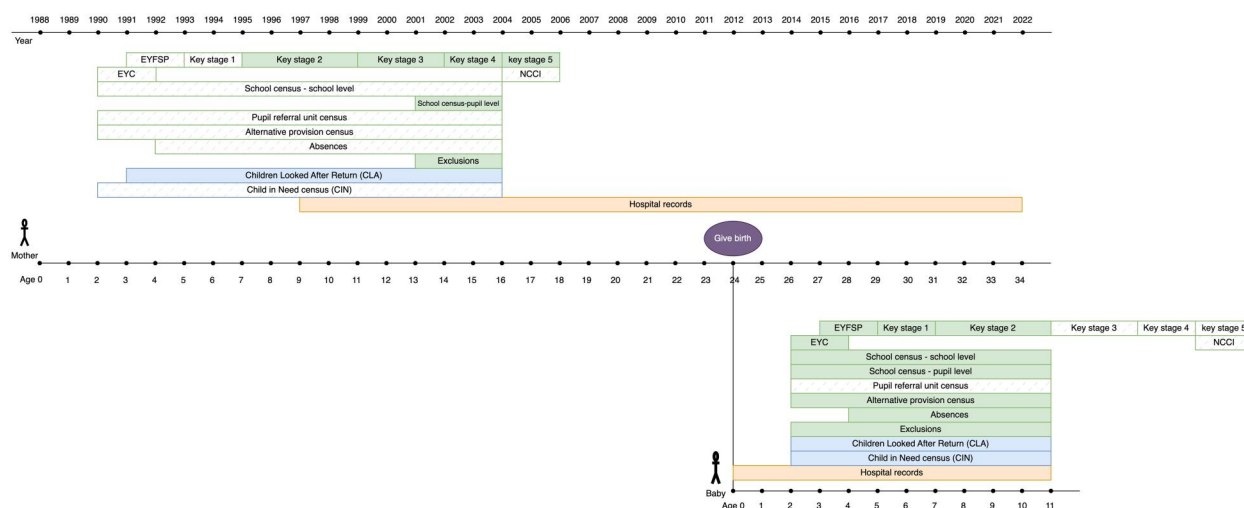 1988 1989 1990 1991 1992 1993 1994 1995 1996 1997 1998 1999 2000 2001 2002 2003 2004 2005 2006 2007 2008 2009 2010 2011 2012 2013 2014 2015 2016 2017 2018 2019 2020 2021 2022
Year
EYFSP Key stage 1 Key stage 2 Key stage 3 Key stage 4 key stage 5
EYC NCCI
School census - school level
School census-pupil level
Pupil referral unit census
Alternative provision census
Absences
Exclusions
Children Looked After Return (CLA)
Child in Need census (CIN)
Hospital records
Give birth
Mother
Age 0 1 2 3 4 5 6 7 8 9 10 11 12 13 14 15 16 17 18 19 20 21 22 23 24 25 26 27 28 29 30 31 32 33 34
EYFSP Key stage 1 Key stage 2 Key stage 3 Key stage 4 key stage 5
EYC NCCI
School census - school level
School census - pupil level
Pupil referral unit census
Alternative provision census
Absences
Exclusions
Children Looked After Return (CLA)
Child in Need census (CIN)
Hospital records
Baby
Age 0 1 2 3 4 5 6 7 8 9 10 11